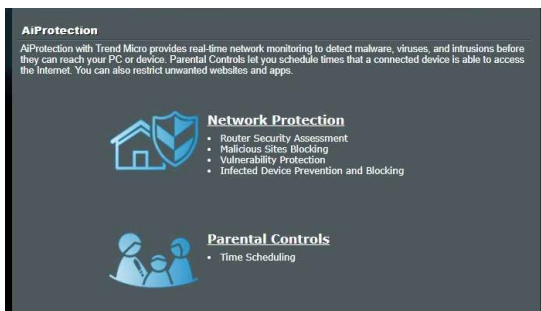 AiProtection
AiProtection with Trend Micro provides real-time network monitoring to detect malware, viruses, and intrusions before
they can reach your PC or device. Parental Controls let you schedule times that a connected device is able to access
the Internet. You can also restrict unwanted websites and apps.
Network Protection
• Router Security Assessment
• Malicious Sites Blocking
• Vulnerability Protection
• Infected Device Prevention and Blocking
Parental Controls
• Time Scheduling